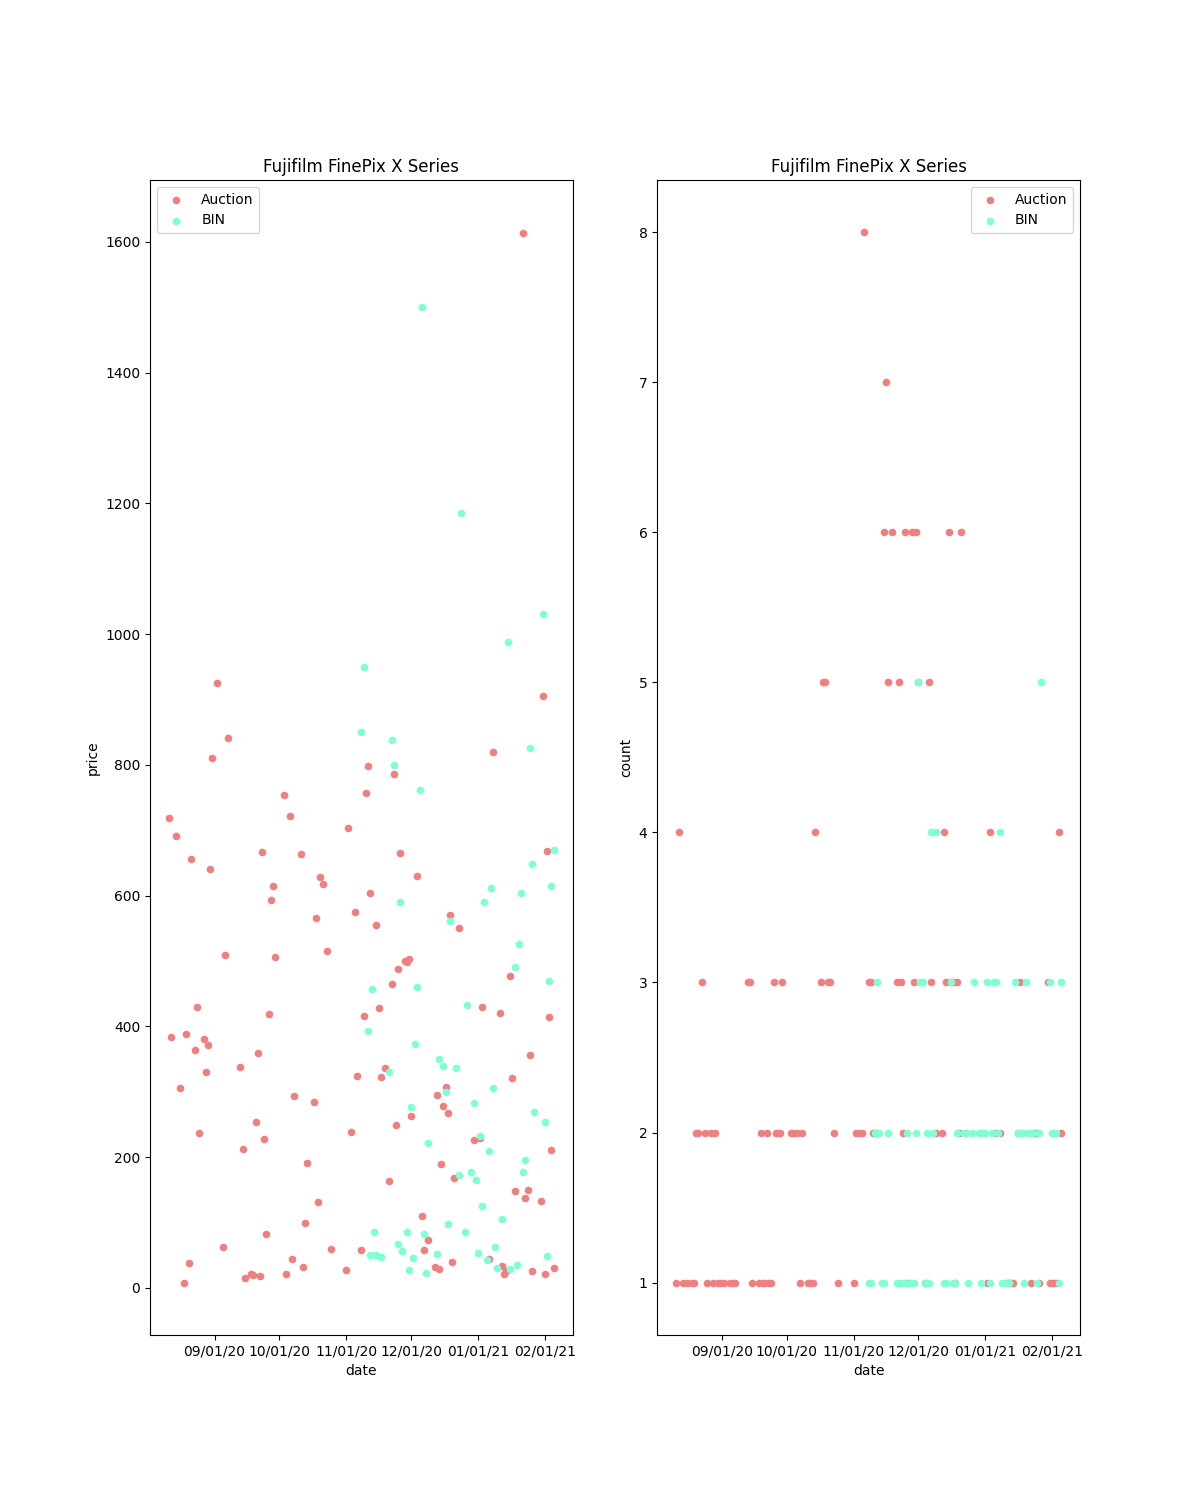 Fujifilm FinePix X Series
Auction
BIN
price
1600
1400
1200
1000
800
600
400
200
0
09/01/20 10/01/20 11/01/20 12/01/20 01/01/21 02/01/21
date
Fujifilm FinePix X Series
Auction
BIN
count
8
7
6
5
4
3
2
1
09/01/20 10/01/20 11/01/20 12/01/20 01/01/21 02/01/21
date